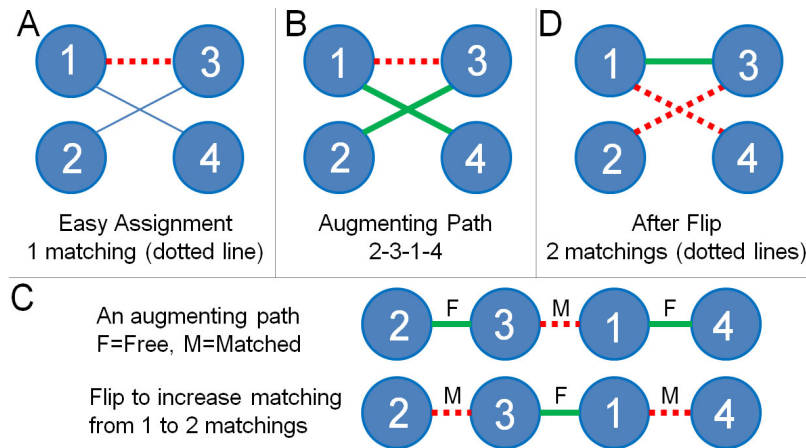 A
1
3
2
4
Easy Assignment
1 matching (dotted line)
B
1
3
2
4
Augmenting Path
2-3-1-4
D
1
3
2
4
After Flip
2 matchings (dotted lines)
C
An augmenting path
F=Free, M=Matched
F M F
2 3 1 4
Flip to increase matching
from 1 to 2 matchings
M F M
2 3 1 4